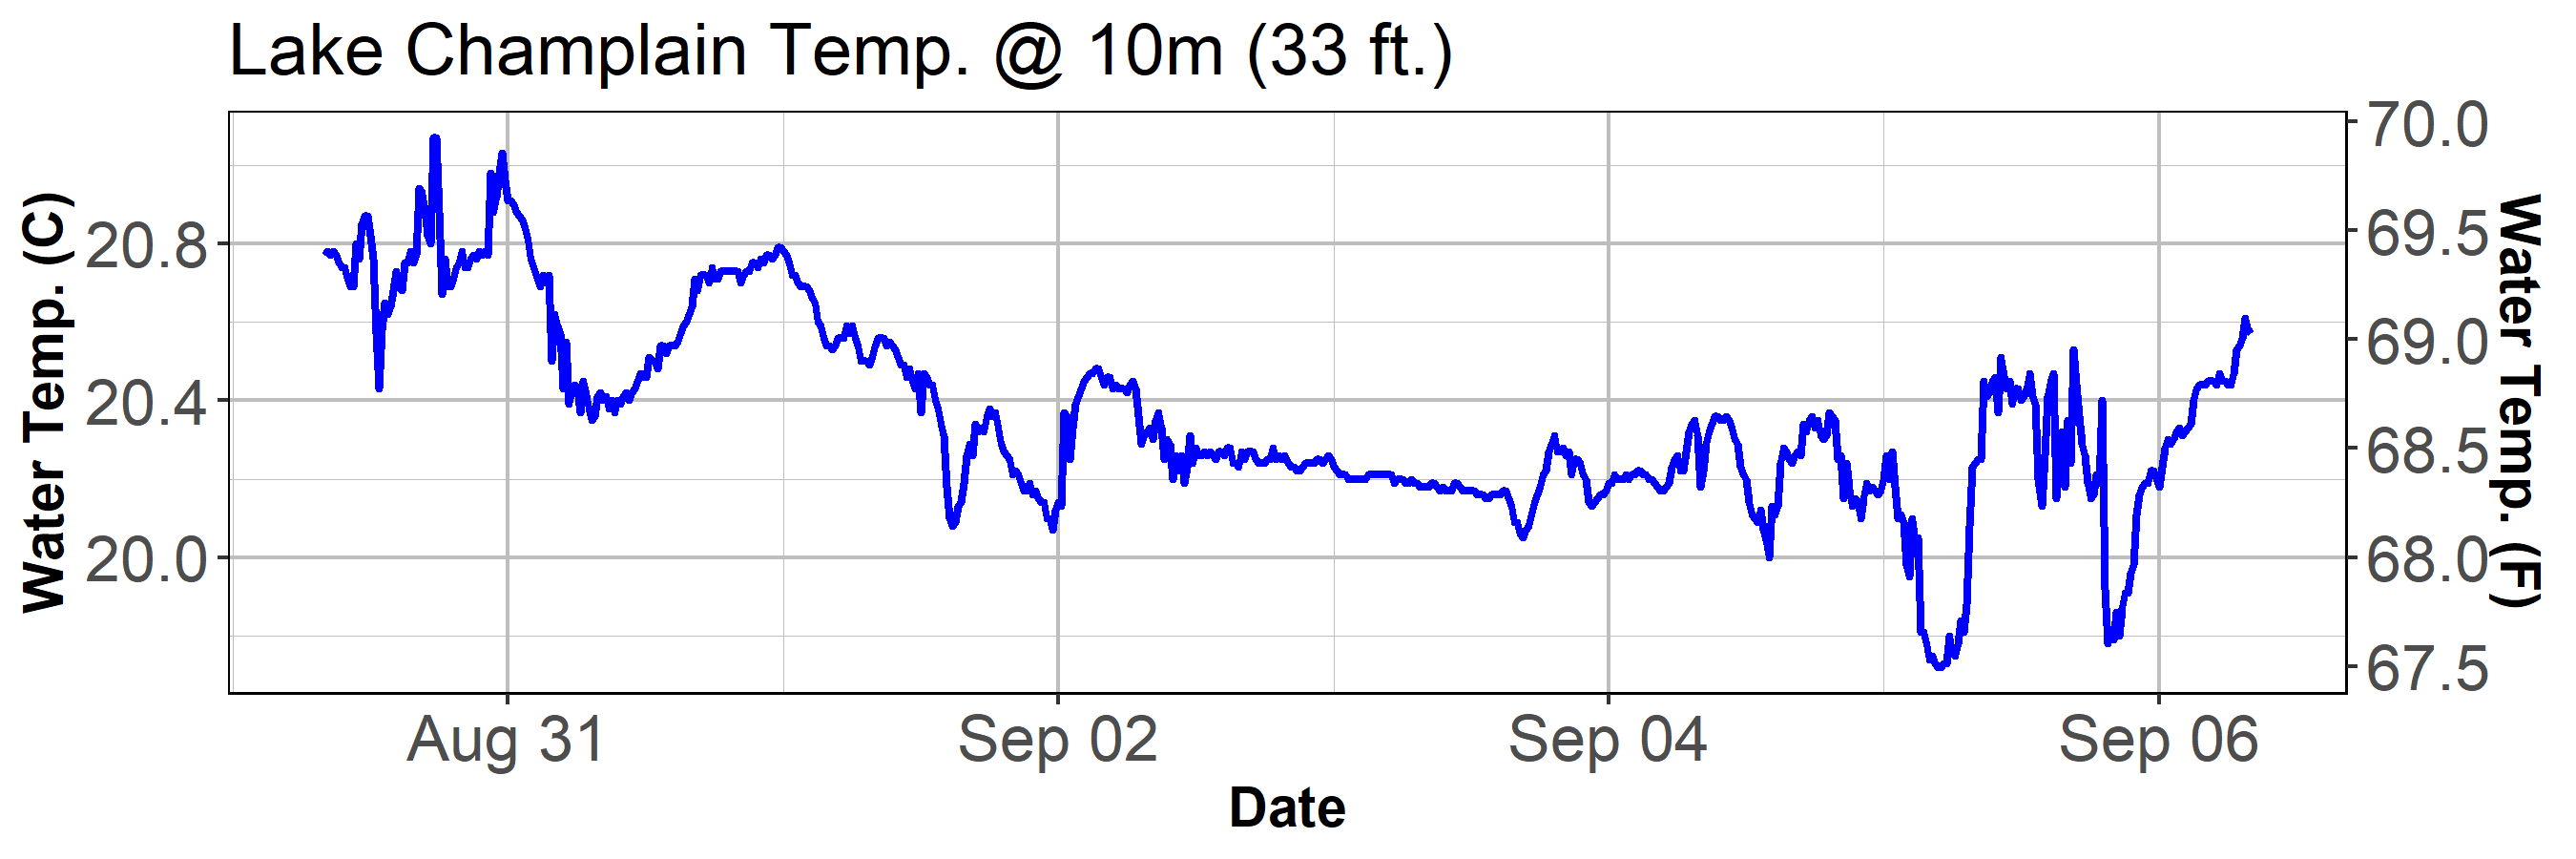 Lake Champlain Temp. @ 10m (33 ft.)
Water Temp. (C)
20.8
20.4
20.0
70.0
69.5
69.0
68.5
68.0
67.5
Water Temp. (F)
Aug 31 Sep 02 Sep 04 Sep 06
Date